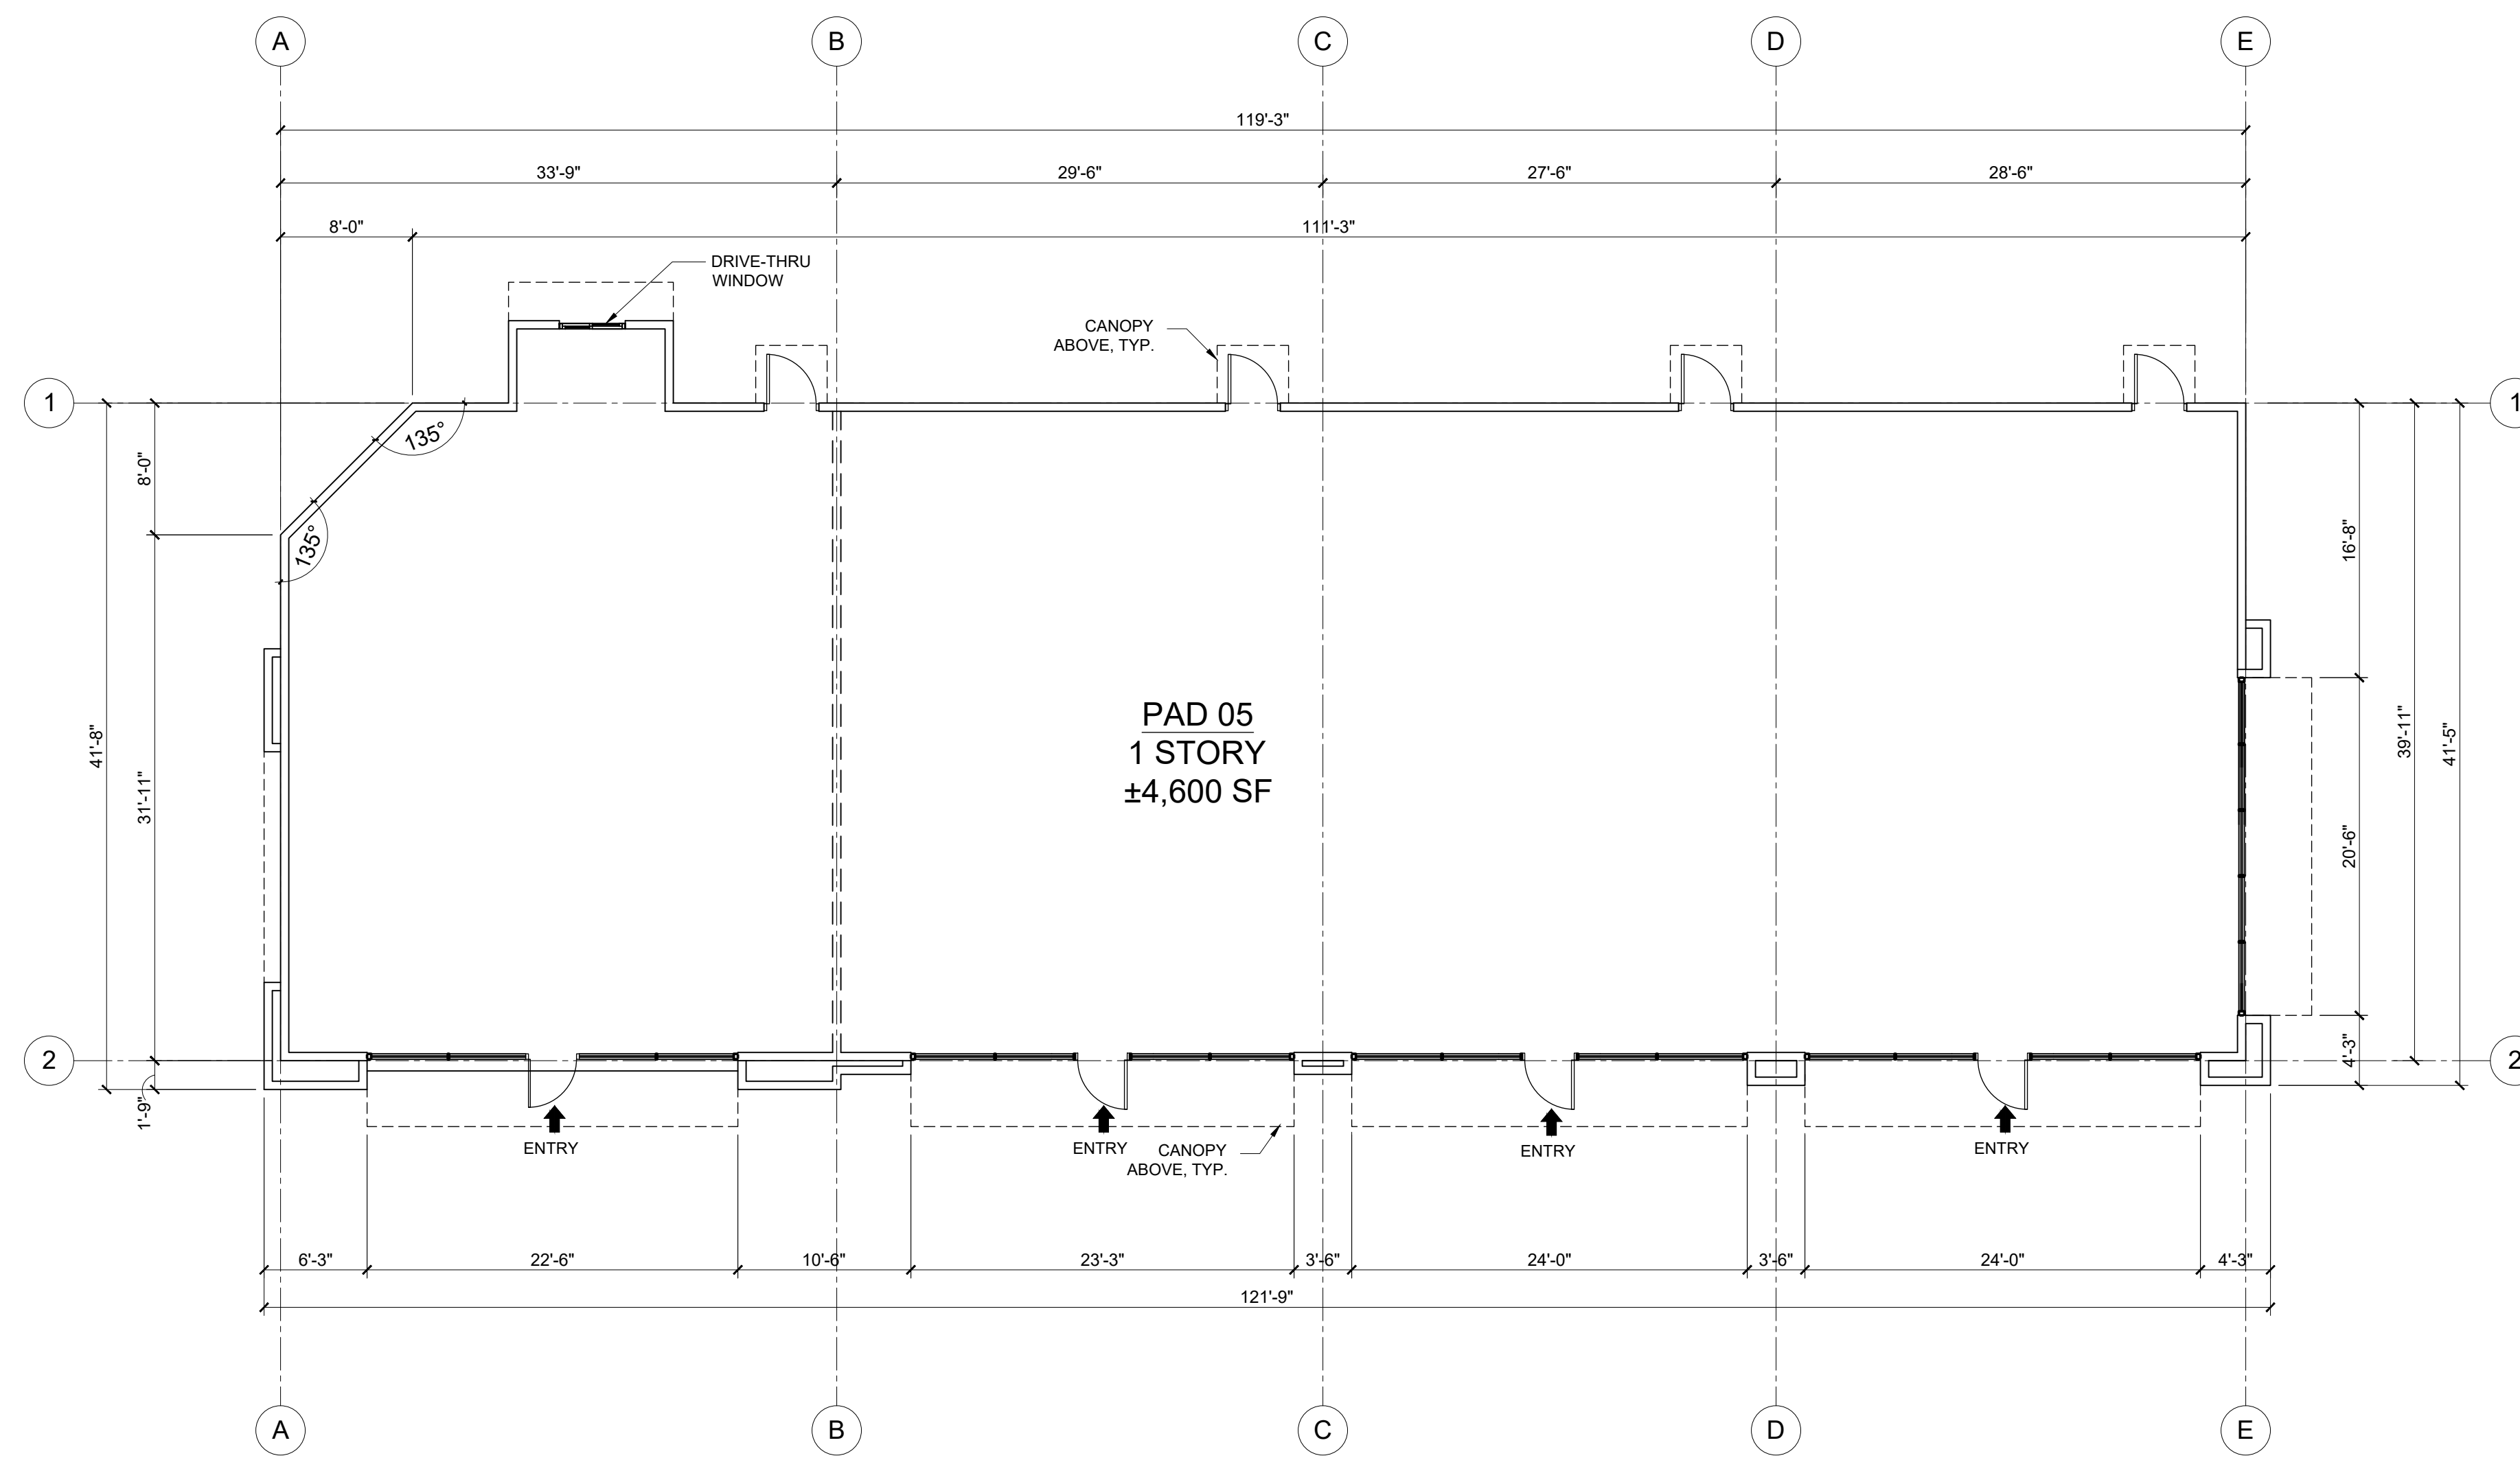 A B C D E
119'-3"
33'-9" 29'-6" 27'-6" 28'-6"
8'-0" 111'-3"
DRIVE-THRU
WINDOW
CANOPY
ABOVE, TYP.
1 1
135°
135°
8'-0"
16'-8"
39'-11"
41'-5"
41'-8"
31'-11"
20'-6"
PAD 05
1 STORY
±4,600 SF
2 2
4'-3"
1'-9"
ENTRY ENTRY ENTRY ENTRY
CANOPY
ABOVE, TYP.
6'-3" 22'-6" 10'-6" 23'-3" 3'-6" 24'-0" 3'-6" 24'-0" 4'-3"
121'-9"
A B C D E